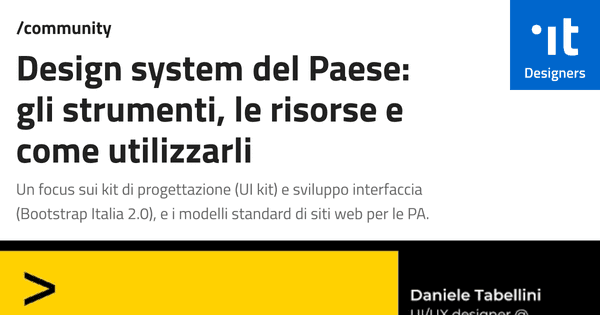 /community
Design system del Paese:
gli strumenti, le risorse e
come utilizzarli
Un focus sui kit di progettazione (UI kit) e sviluppo interfaccia
(Bootstrap Italia 2.0), e i modelli standard di siti web per le PA.
it
Designers
>
Daniele Tabellini
UI/UX designer @